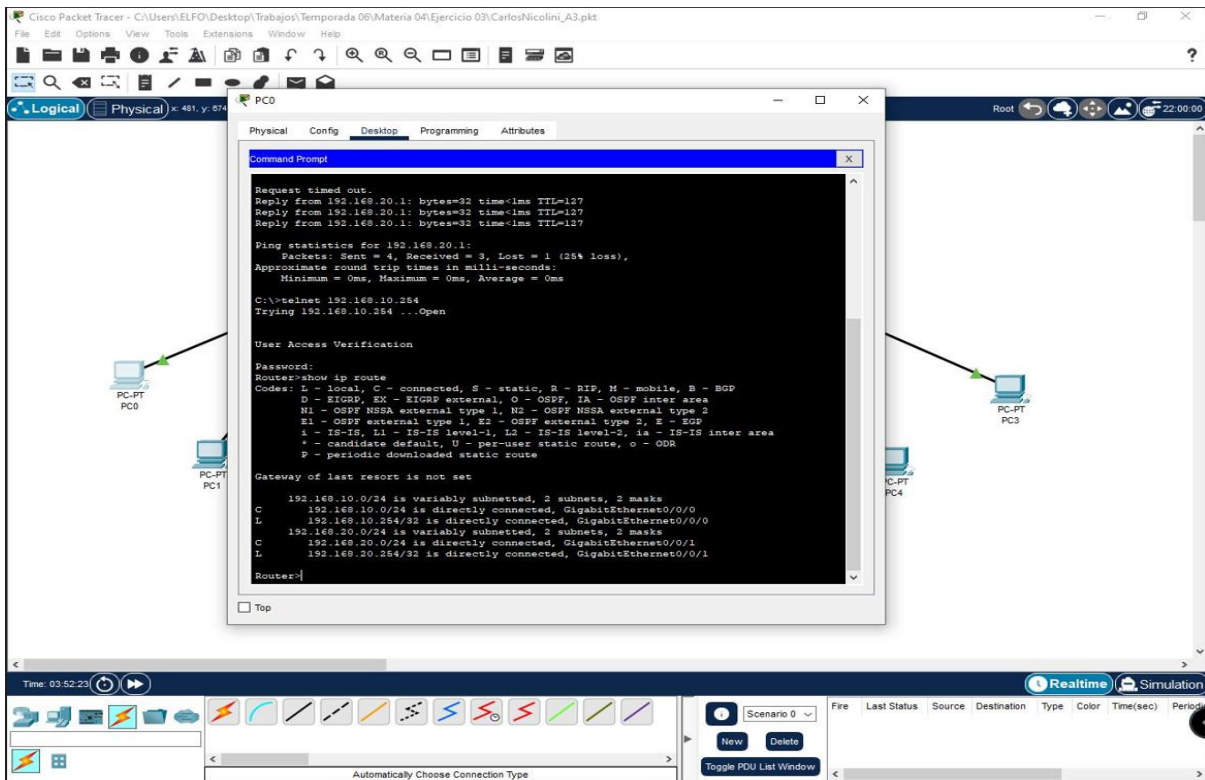 Cisco Packet Tracer - C:\Users\ELFO\Desktop\Trabajos\Temporada 06\Materia 04\Ejercicio 03\CarlosNicolini_A3.pkt
File Edit Options View Tools Extensions Window Help
?
Logical Physical x: 481, y: 674 Root 22:00:00
PC0
Physical Config Desktop Programming Attributes
Command Prompt X
Request timed out.
Reply from 192.168.20.1: bytes=32 time<1ms TTL=127
Reply from 192.168.20.1: bytes=32 time<1ms TTL=127
Reply from 192.168.20.1: bytes=32 time<1ms TTL=127
Ping statistics for 192.168.20.1:
Packets: Sent = 4, Received = 3, Lost = 1 (25% loss),
Approximate round trip times in milli-seconds:
Minimum = 0ms, Maximum = 0ms, Average = 0ms
C:\>telnet 192.168.10.254
Trying 192.168.10.254 ...Open
User Access Verification
Password:
Router>show ip route
Codes: L - local, C - connected, S - static, R - RIP, M - mobile, B - BGP
D - EIGRP, EX - EIGRP external, O - OSPF, IA - OSPF inter area
N1 - OSPF NSSA external type 1, N2 - OSPF NSSA external type 2
E1 - OSPF external type 1, E2 - OSPF external type 2, E - EGP
i - IS-IS, L1 - IS-IS level-1, L2 - IS-IS level-2, ia - IS-IS inter area
* - candidate default, U - per-user static route, o - ODR
P - periodic downloaded static route
Gateway of last resort is not set
192.168.10.0/24 is variably subnetted, 2 subnets, 2 masks
C 192.168.10.0/24 is directly connected, GigabitEthernet0/0/0
L 192.168.10.254/32 is directly connected, GigabitEthernet0/0/0
192.168.20.0/24 is variably subnetted, 2 subnets, 2 masks
C 192.168.20.0/24 is directly connected, GigabitEthernet0/0/1
L 192.168.20.254/32 is directly connected, GigabitEthernet0/0/1
Router>
Top
PC-PT
PC0
PC-PT
PC1
PC-PT
PC3
PC-PT
PC4
Time: 03:52:23 Realtime Simulation
Scenario 0
New Delete
Toggle PDU List Window
Fire Last Status Source Destination Type Color Time(sec) Periodi
Automatically Choose Connection Type